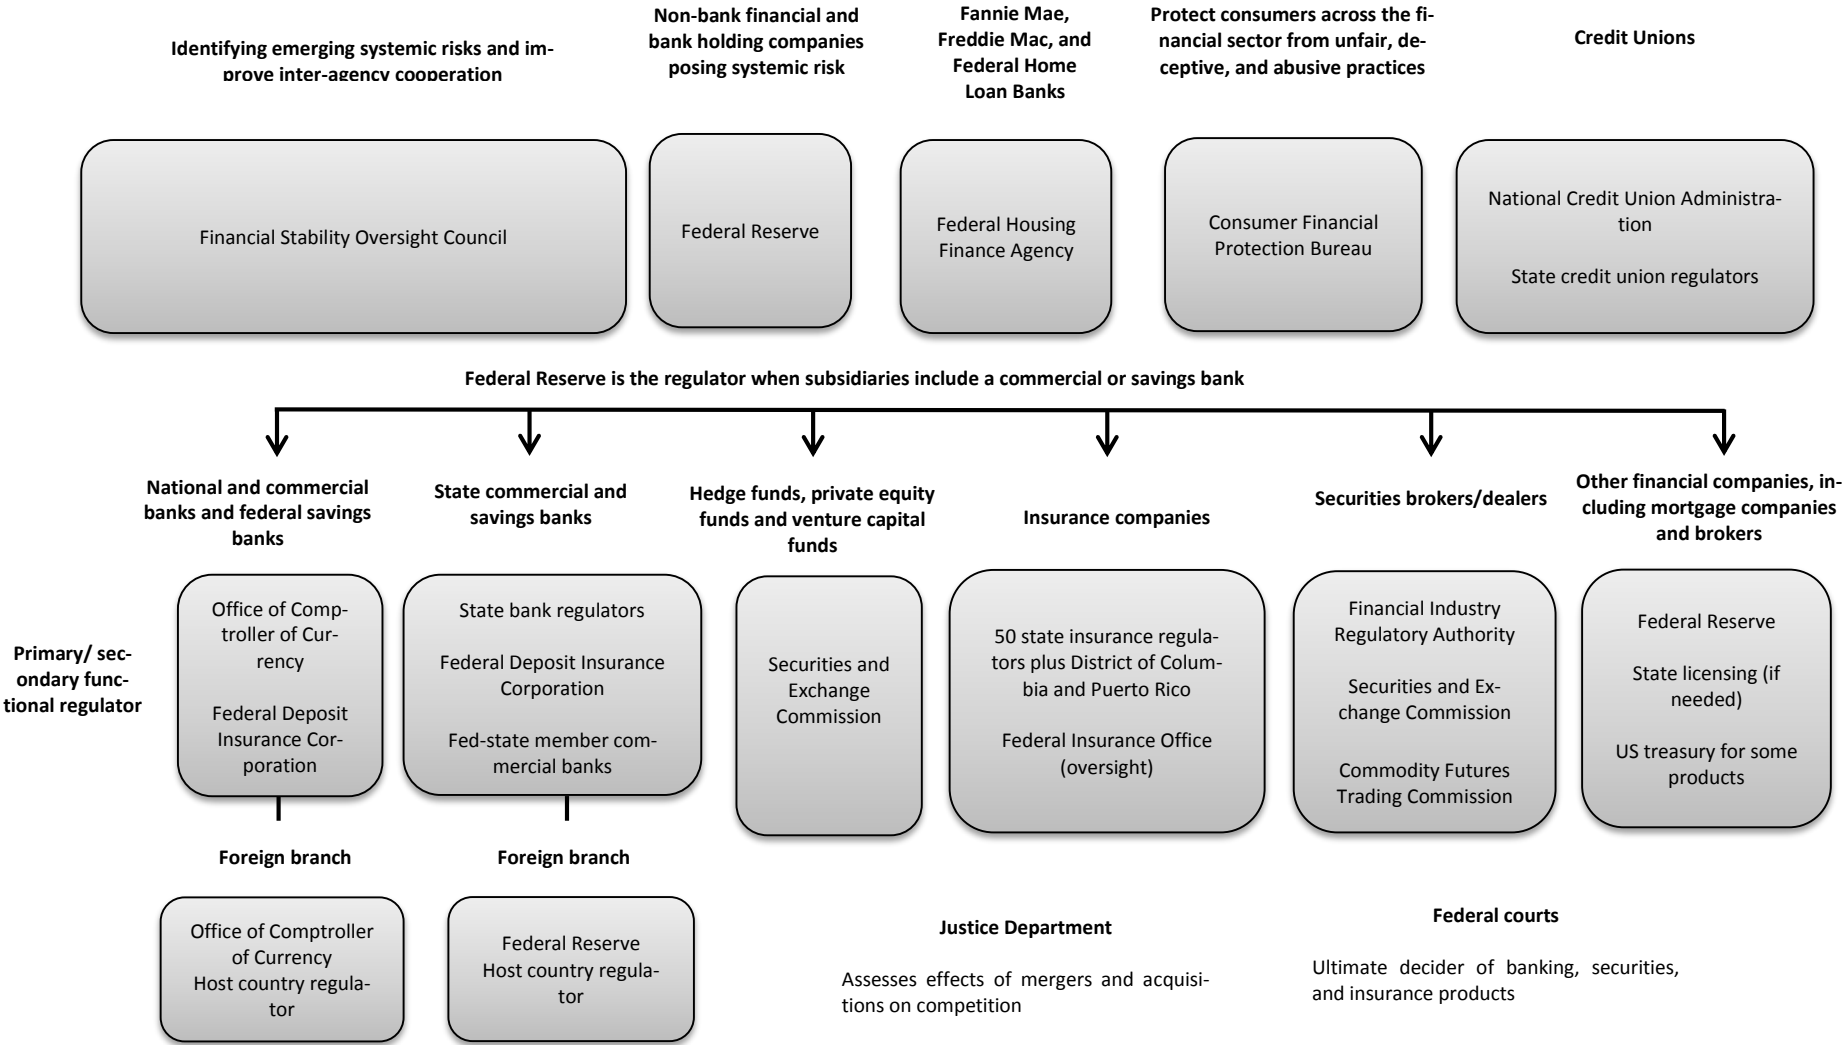 Identifying emerging systemic risks and im-
prove inter-agency cooperation
Non-bank financial and
bank holding companies
posing systemic risk
Fannie Mae,
Freddie Mac, and
Federal Home
Loan Banks
Protect consumers across the fi-
nancial sector from unfair, de-
ceptive, and abusive practices
Credit Unions
Financial Stability Oversight Council
Federal Reserve
Federal Housing
Finance Agency
Consumer Financial
Protection Bureau
National Credit Union Administra-
tion
State credit union regulators
Federal Reserve is the regulator when subsidiaries include a commercial or savings bank
National and commercial
banks and federal savings
banks
State commercial and
savings banks
Hedge funds, private equity
funds and venture capital
funds
Insurance companies
Securities brokers/dealers
Other financial companies, in-
cluding mortgage companies
and brokers
Primary/ sec-
ondary func-
tional regulator
Office of Comp-
troller of Cur-
rency
Federal Deposit
Insurance Cor-
poration
State bank regulators
Federal Deposit Insurance
Corporation
Fed-state member com-
mercial banks
Securities and
Exchange
Commission
50 state insurance regula-
tors plus District of Colum-
bia and Puerto Rico
Federal Insurance Office
(oversight)
Financial Industry
Regulatory Authority
Securities and Ex-
change Commission
Commodity Futures
Trading Commission
Federal Reserve
State licensing (if
needed)
US treasury for some
products
Foreign branch
Foreign branch
Office of Comptroller
of Currency
Host country regula-
tor
Federal Reserve
Host country regula-
tor
Justice Department
Assesses effects of mergers and acquisi-
tions on competition
Federal courts
Ultimate decider of banking, securities,
and insurance products